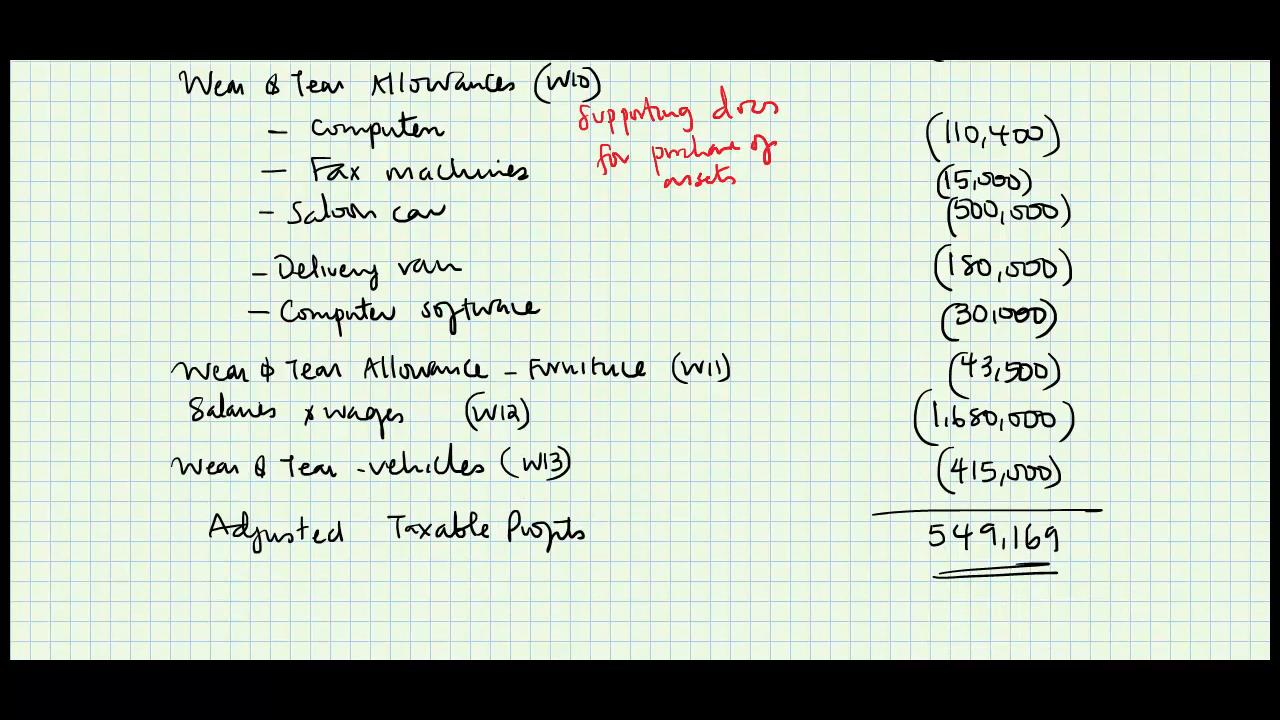 Wear & Tear Allowances (W10)
Supporting docs
for purchase of
assets
- Computer (110,400)
- Fax machines (15,000)
- Saloon car (500,000)
- Delivery van (180,000)
- Computer software (30,000)
Wear & Tear Allowance - Furniture (W11) (43,500)
Salaries & wages (W12) (1,680,000)
Wear & Tear - vehicles (W13) (415,000)
Adjusted Taxable Profits 549,169